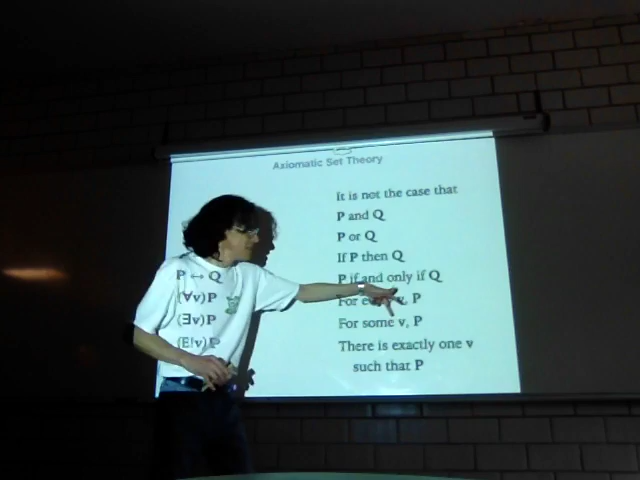 Axiomatic Set Theory
It is not the case that
P and Q
P or Q
If P then Q
P ↔ Q P if and only if Q
(∀v)P For v, P
(∃v)P For some v, P
(E!v)P There is exactly one v
such that P